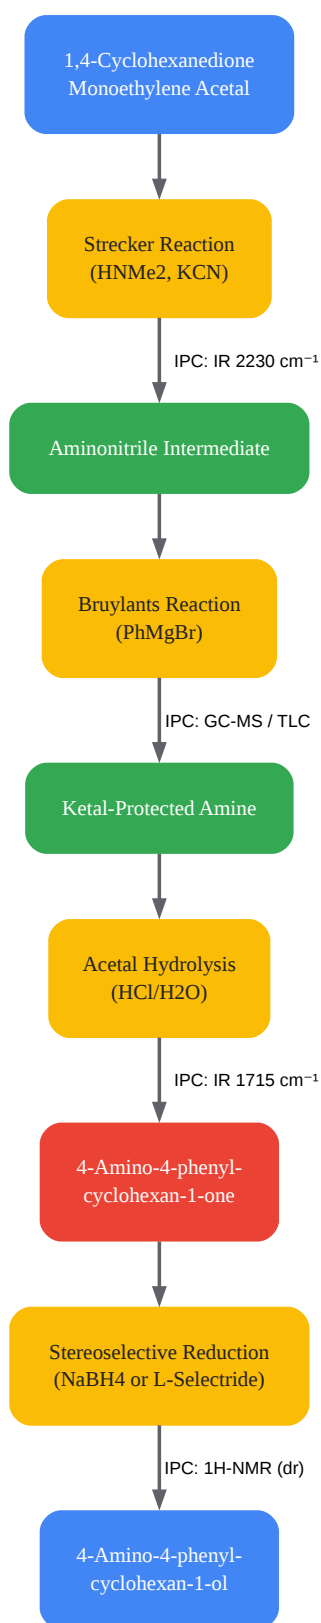 1,4-Cyclohexanedione
Monoethylene Acetal
Strecker Reaction
(HNMe2, KCN)
IPC: IR 2230 cm⁻¹
Aminonitrile Intermediate
Bruylants Reaction
(PhMgBr)
IPC: GC-MS / TLC
Ketal-Protected Amine
Acetal Hydrolysis
(HCl/H2O)
IPC: IR 1715 cm⁻¹
4-Amino-4-phenyl-
cyclohexan-1-one
Stereoselective Reduction
(NaBH4 or L-Selectride)
IPC: 1H-NMR (dr)
4-Amino-4-phenyl-
cyclohexan-1-ol